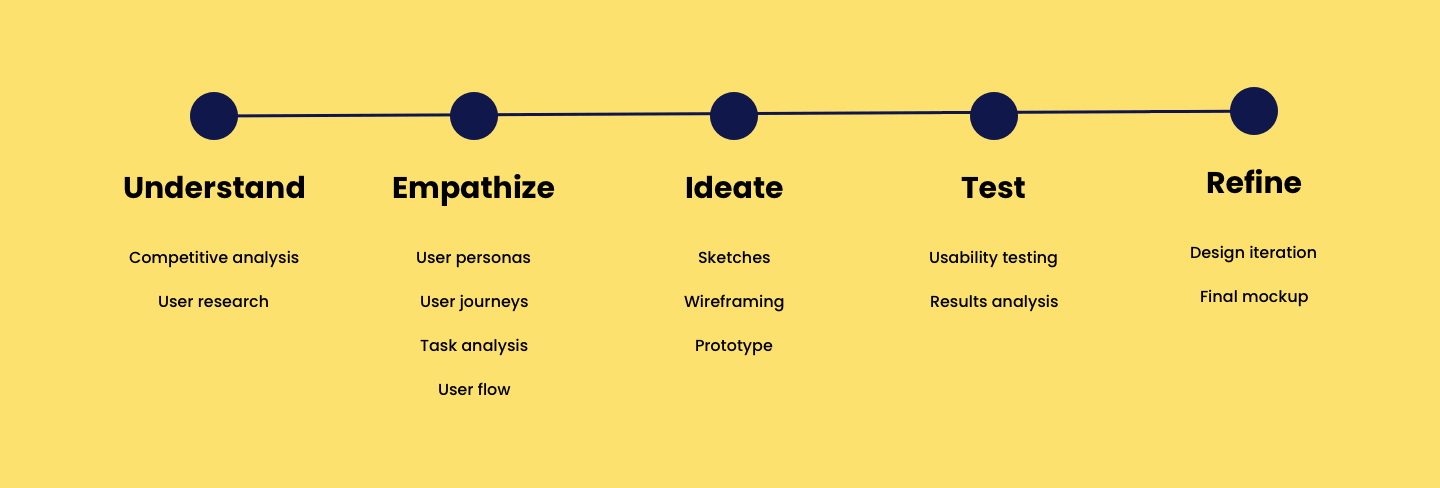 Understand
Competitive analysis
User research
Empathize
User personas
User journeys
Task analysis
User flow
Ideate
Sketches
Wireframing
Prototype
Test
Usability testing
Results analysis
Refine
Design iteration
Final mockup